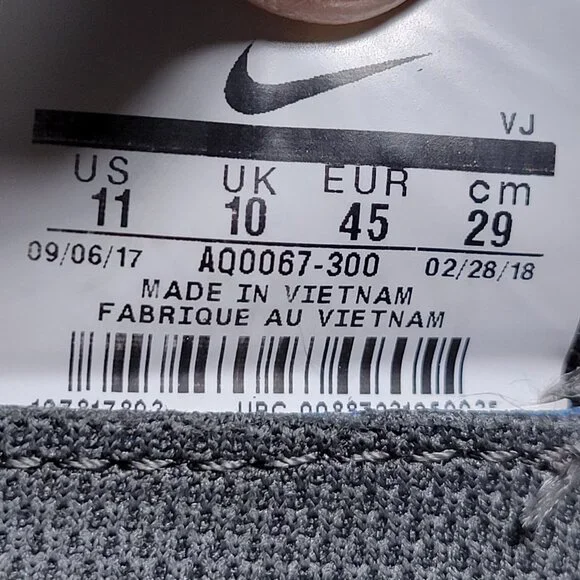 VJ
US UK EUR cm
11 10 45 29
09/06/17 AQ0067-300 02/28/18
MADE IN VIETNAM
FABRIQUE AU VIETNAM